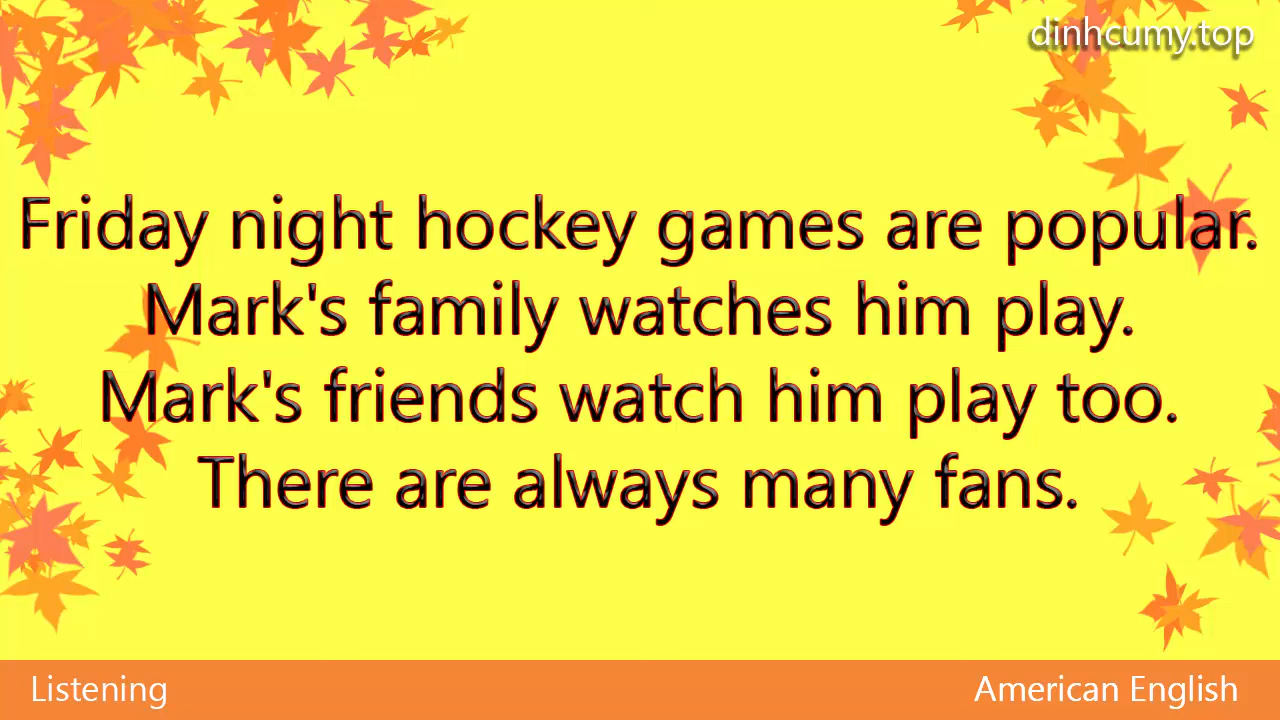 dinhcumy.top
Friday night hockey games are popular.
Mark's family watches him play.
Mark's friends watch him play too.
There are always many fans.
Listening
American English